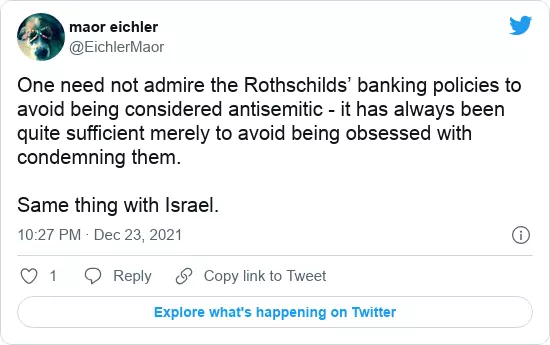 maor eichler
@EichlerMaor
One need not admire the Rothschilds’ banking policies to
avoid being considered antisemitic - it has always been
quite sufficient merely to avoid being obsessed with
condemning them.
Same thing with Israel.
10:27 PM · Dec 23, 2021
1 Reply Copy link to Tweet
Explore what's happening on Twitter